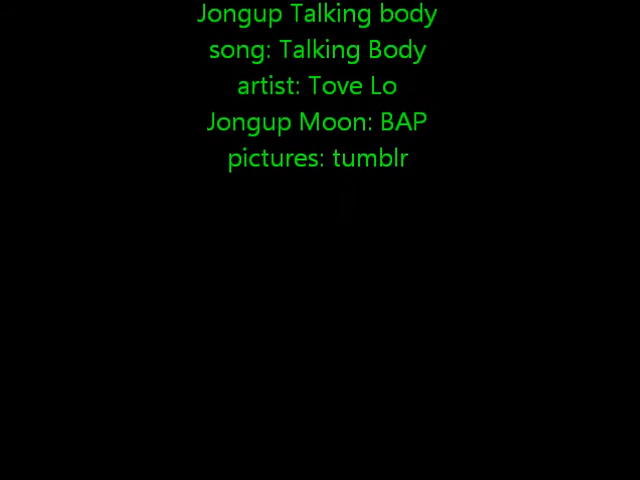 Jongup Talking body
song: Talking Body
artist: Tove Lo
Jongup Moon: BAP
pictures: tumblr